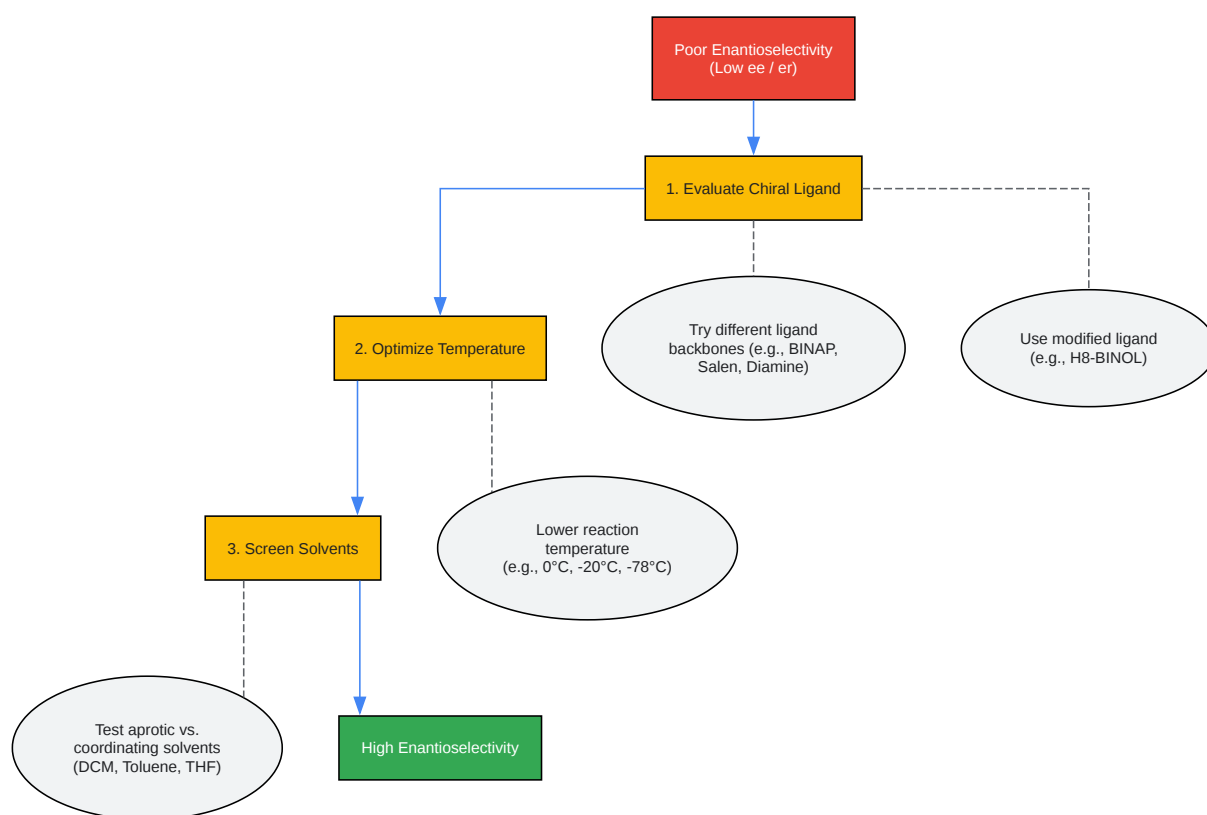 Poor Enantioselectivity
(Low ee / er)
1. Evaluate Chiral Ligand
Try different ligand
backbones (e.g., BINAP,
Salen, Diamine)
Use modified ligand
(e.g., H8-BINOL)
2. Optimize Temperature
Lower reaction
temperature
(e.g., 0°C, -20°C, -78°C)
3. Screen Solvents
Test aprotic vs.
coordinating solvents
(DCM, Toluene, THF)
High Enantioselectivity